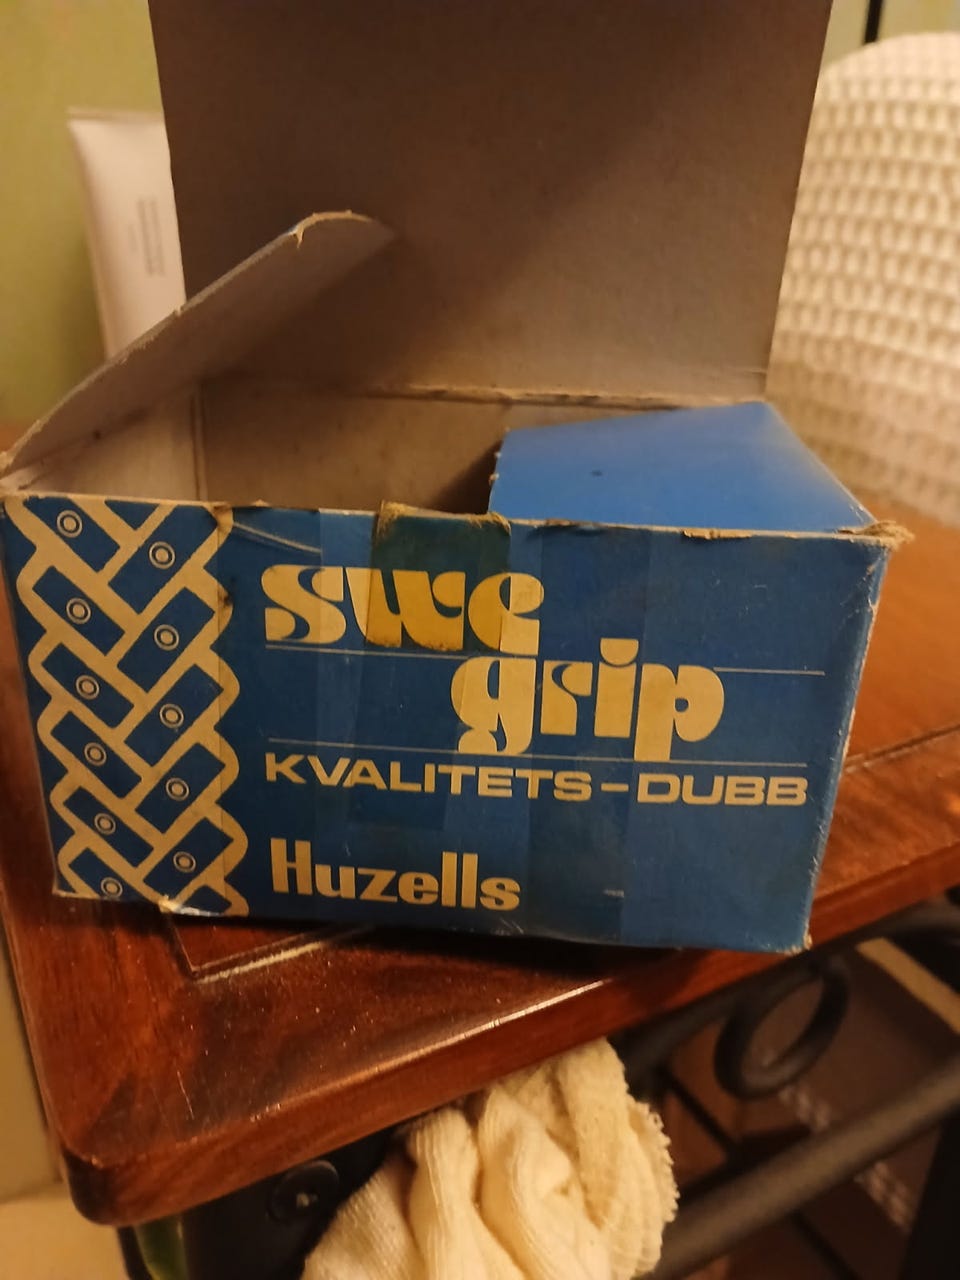 swe
grip
KVALITETS-DUBB
Huzells